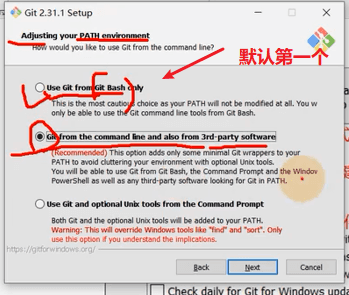 Git 2.31.1 Setup
Adjusting your PATH environment
How would you like to use Git from the command line?
默认第一个
Use Git from Git Bash only
This is the most cautious choice as your PATH will not be modified at all. You w
only be able to use the Git command line tools from Git Bash.
Git from the command line and also from 3rd-party software
(Recommended) This option adds only some minimal Git wrappers to your
PATH to avoid cluttering your environment with optional Unix tools.
You will be able to use Git from Git Bash, the Command Prompt and the Window
PowerShell as well as any third-party software looking for Git in PATH.
Use Git and optional Unix tools from the Command Prompt
Both Git and the optional Unix tools will be added to your PATH.
Warning: This will override Windows tools like "find" and "sort". Only
use this option if you understand the implications.
https://gitforwindows.org/
Back
Next
Cancel
Check daily for Git for Windows upda